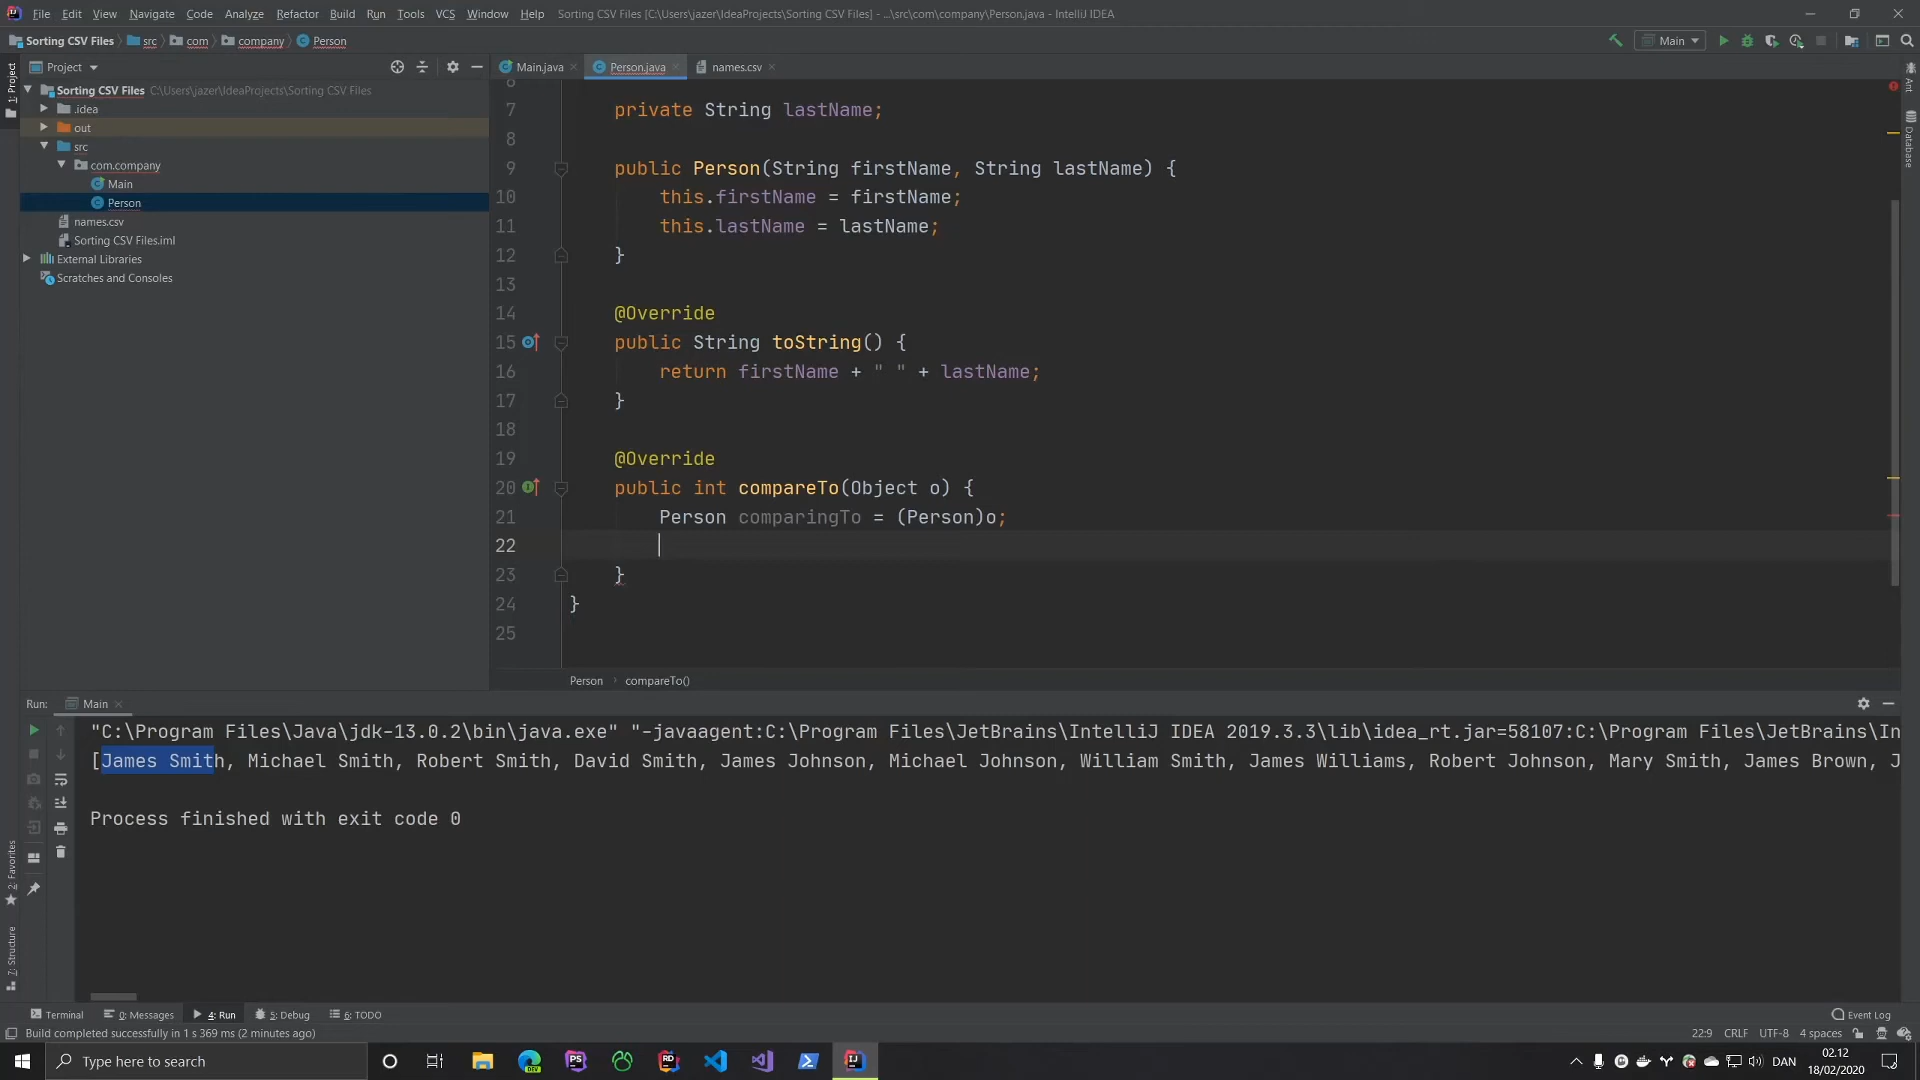 File Edit View Navigate Code Analyze Refactor Build Run Tools VCS Window Help Sorting CSV Files [C:\Users\jazer\IdeaProjects\Sorting CSV Files] - ...\src\com\company\Person.java - IntelliJ IDEA
Sorting CSV Files src com company Person Main
1: Project
Project
Main.java Person.java names.csv
Sorting CSV Files C:\Users\jazer\IdeaProjects\Sorting CSV Files
.idea
out
src
com.company
Main
Person
names.csv
Sorting CSV Files.iml
External Libraries
Scratches and Consoles
6
7 private String lastName;
8
9 public Person(String firstName, String lastName) {
10 this.firstName = firstName;
11 this.lastName = lastName;
12 }
13
14 @Override
15 public String toString() {
16 return firstName + " " + lastName;
17 }
18
19 @Override
20 public int compareTo(Object o) {
21 Person comparingTo = (Person)o;
22
23 }
24 }
25
Ant
Database
Person compareTo()
Run: Main
"C:\Program Files\Java\jdk-13.0.2\bin\java.exe" "-javaagent:C:\Program Files\JetBrains\IntelliJ IDEA 2019.3.3\lib\idea_rt.jar=58107:C:\Program Files\JetBrains\In
[James Smith, Michael Smith, Robert Smith, David Smith, James Johnson, Michael Johnson, William Smith, James Williams, Robert Johnson, Mary Smith, James Brown, J
Process finished with exit code 0
2: Favorites
7: Structure
Terminal 0: Messages 4: Run 5: Debug 6: TODO Event Log
Build completed successfully in 1 s 369 ms (2 minutes ago) 22:9 CRLF UTF-8 4 spaces
Type here to search DAN 02.12
18/02/2020